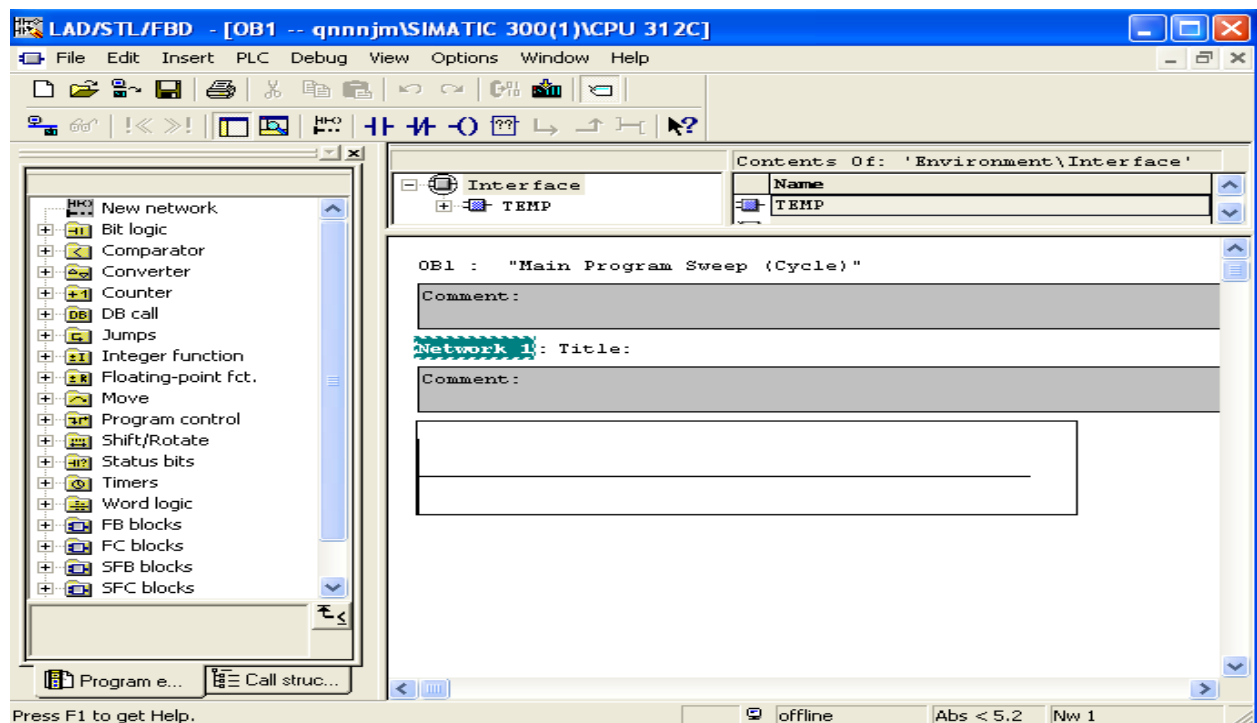 LAD/STL/FBD - [OB1 -- qnnnjm\SIMATIC 300(1)\CPU 312C]
File Edit Insert PLC Debug View Options Window Help
Contents Of: 'Environment\Interface'
Interface
TEMP
Name
TEMP
New network
Bit logic
Comparator
Converter
Counter
DB call
Jumps
Integer function
Floating-point fct.
Move
Program control
Shift/Rotate
Status bits
Timers
Word logic
FB blocks
FC blocks
SFB blocks
SFC blocks
Program e...
Call struc...
OB1 : "Main Program Sweep (Cycle)"
Comment:
Network 1: Title:
Comment:
Press F1 to get Help.
offline
Abs < 5.2
Nw 1